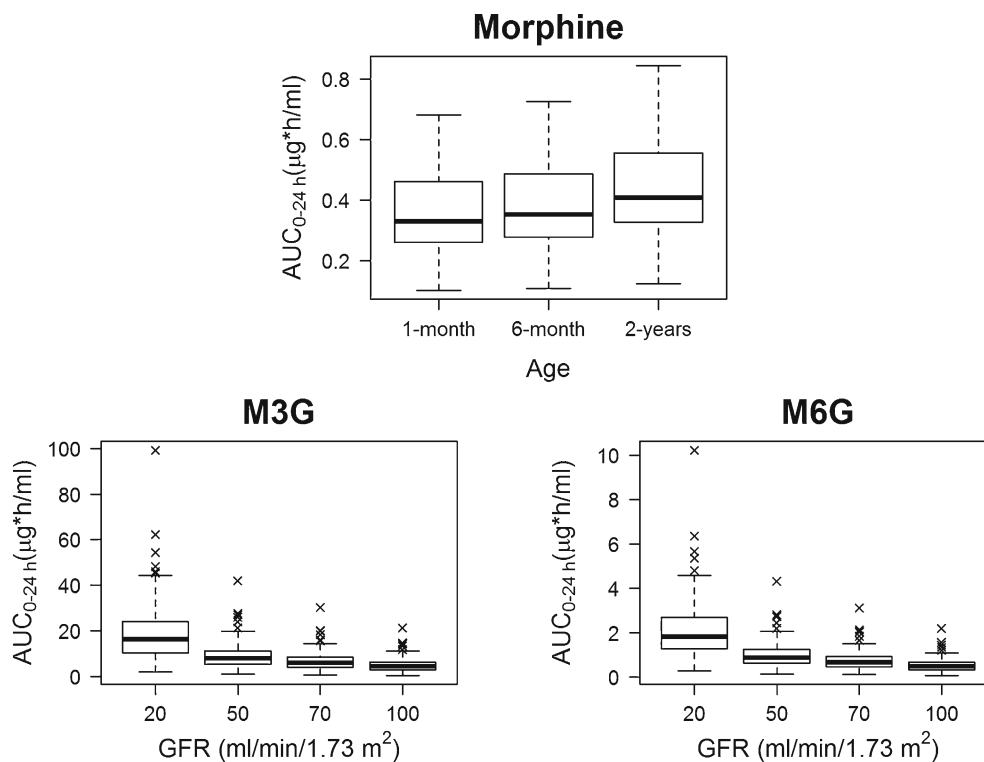 Morphine
AUC0-24 h(μg*h/ml)
0.8
0.6
0.4
0.2
1-month 6-month 2-years
Age
M3G
AUC0-24 h(μg*h/ml)
100
80
60
40
20
0
20 50 70 100
GFR (ml/min/1.73 m²)
M6G
AUC0-24 h(μg*h/ml)
10
8
6
4
2
0
20 50 70 100
GFR (ml/min/1.73 m²)